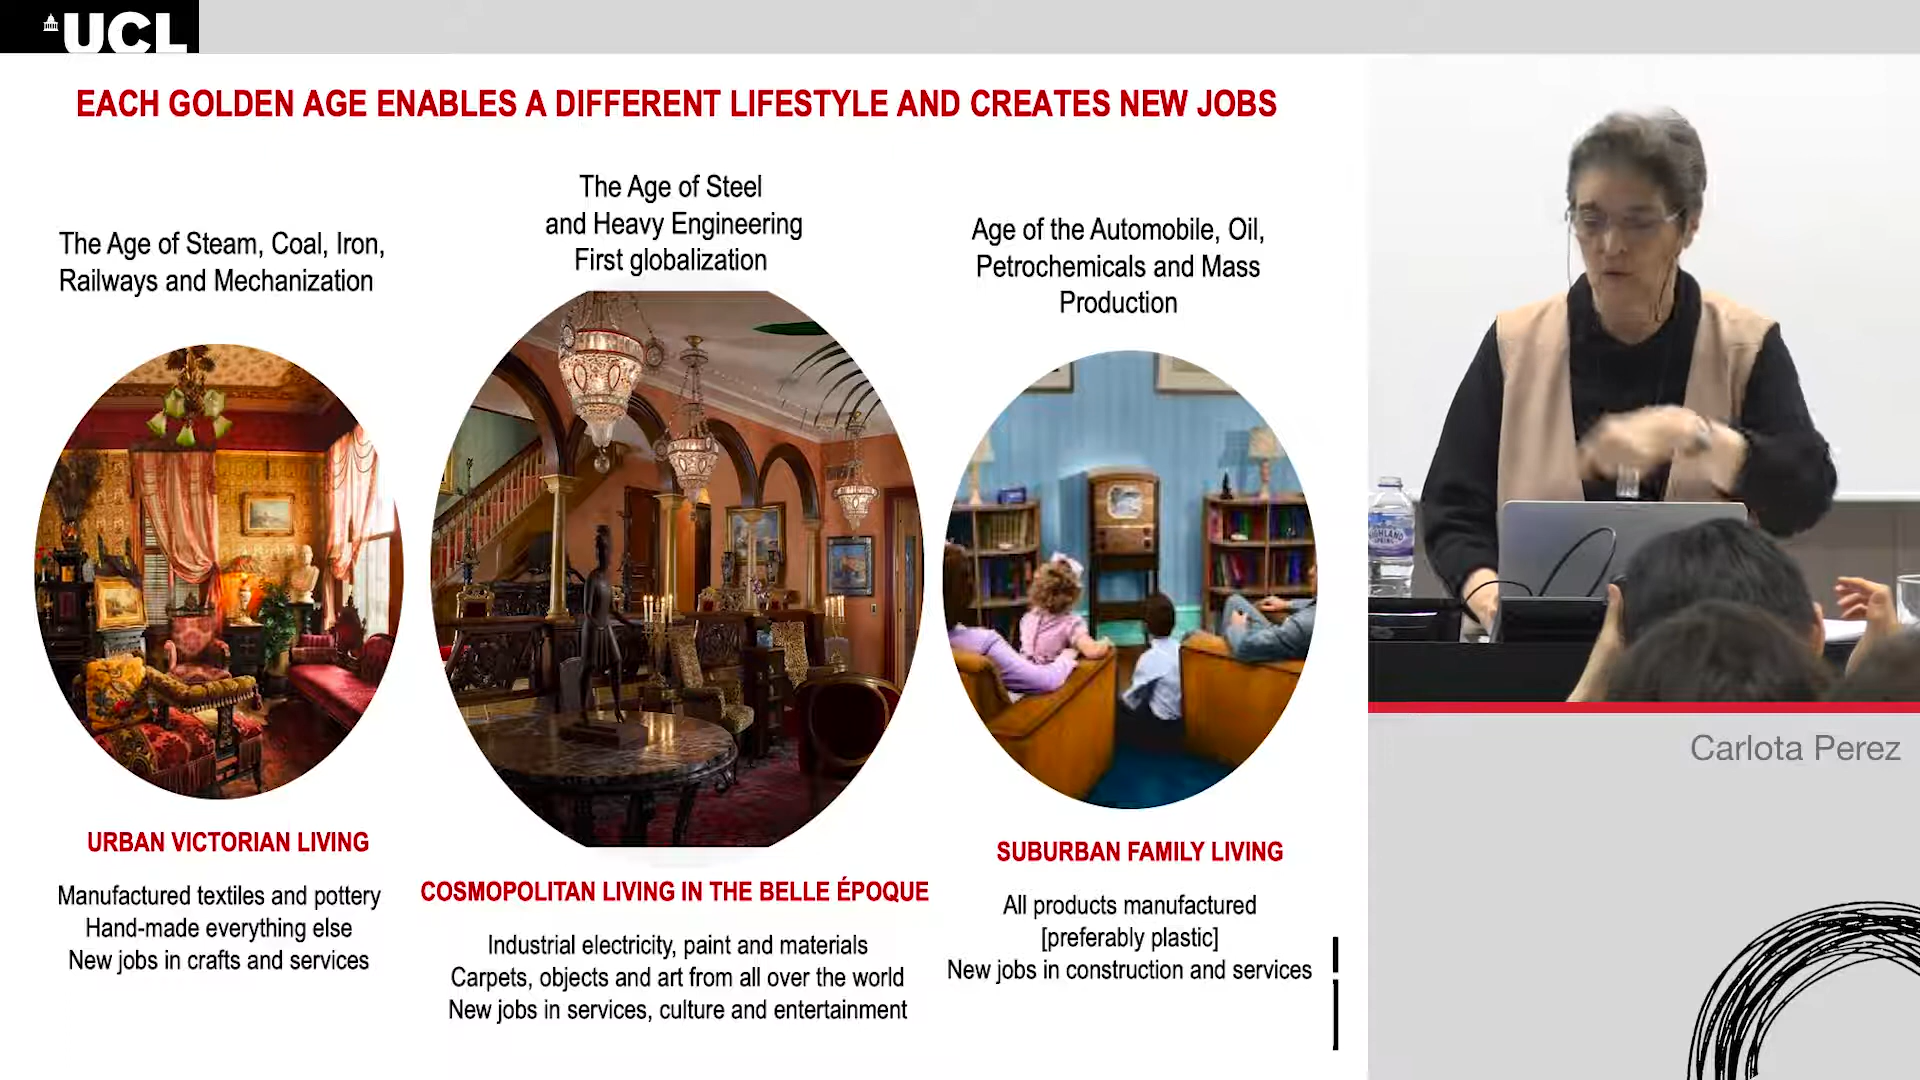 UCL
EACH GOLDEN AGE ENABLES A DIFFERENT LIFESTYLE AND CREATES NEW JOBS
The Age of Steam, Coal, Iron,
Railways and Mechanization
URBAN VICTORIAN LIVING
Manufactured textiles and pottery
Hand-made everything else
New jobs in crafts and services
The Age of Steel
and Heavy Engineering
First globalization
COSMOPOLITAN LIVING IN THE BELLE ÉPOQUE
Industrial electricity, paint and materials
Carpets, objects and art from all over the world
New jobs in services, culture and entertainment
Age of the Automobile, Oil,
Petrochemicals and Mass
Production
SUBURBAN FAMILY LIVING
All products manufactured
[preferably plastic]
New jobs in construction and services
HIGHLAND
SPRING
Carlota Perez